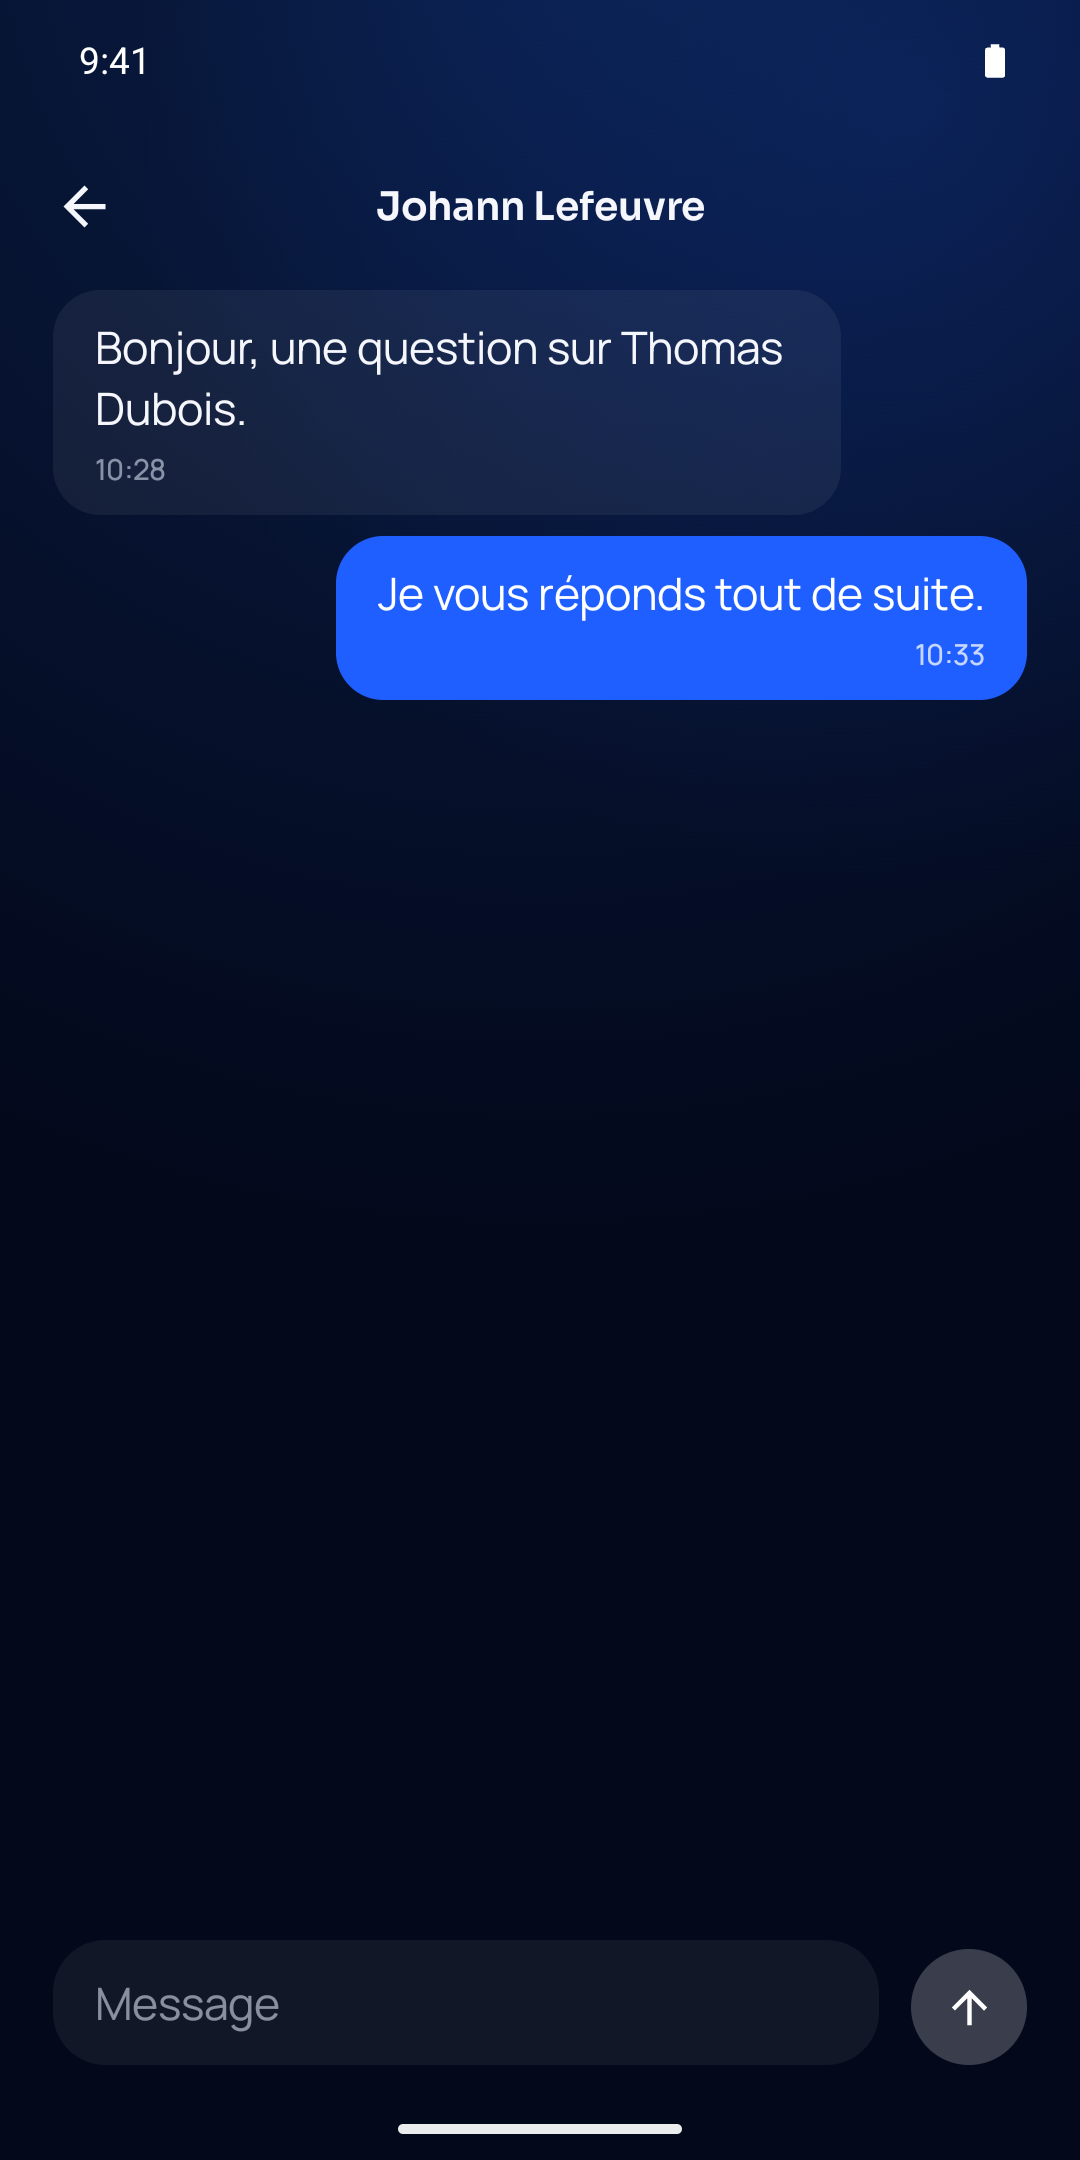 9:41
Johann Lefeuvre
Bonjour, une question sur Thomas
Dubois.
10:28
Je vous réponds tout de suite.
10:33
Message